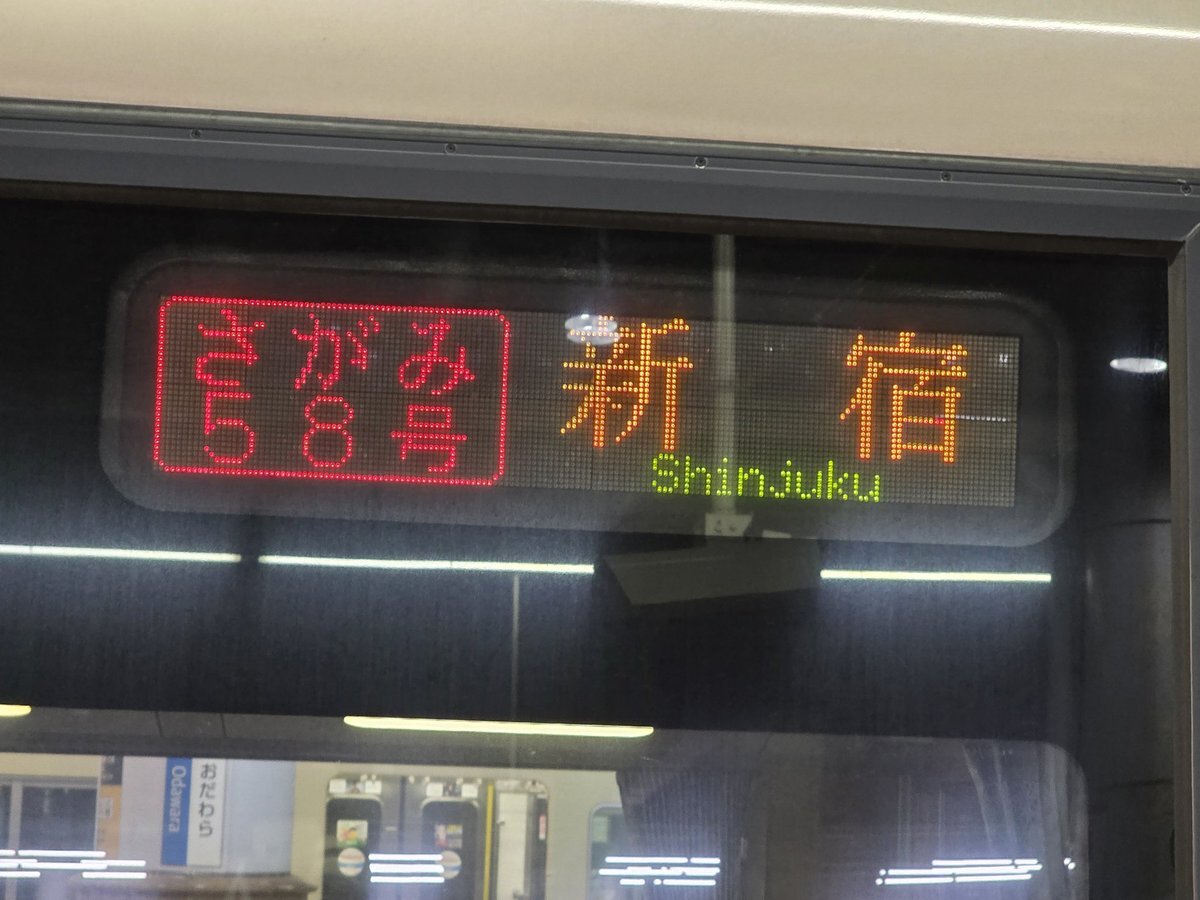 さがみ
58号
新宿
Shinjuku
おだわら
Odawara